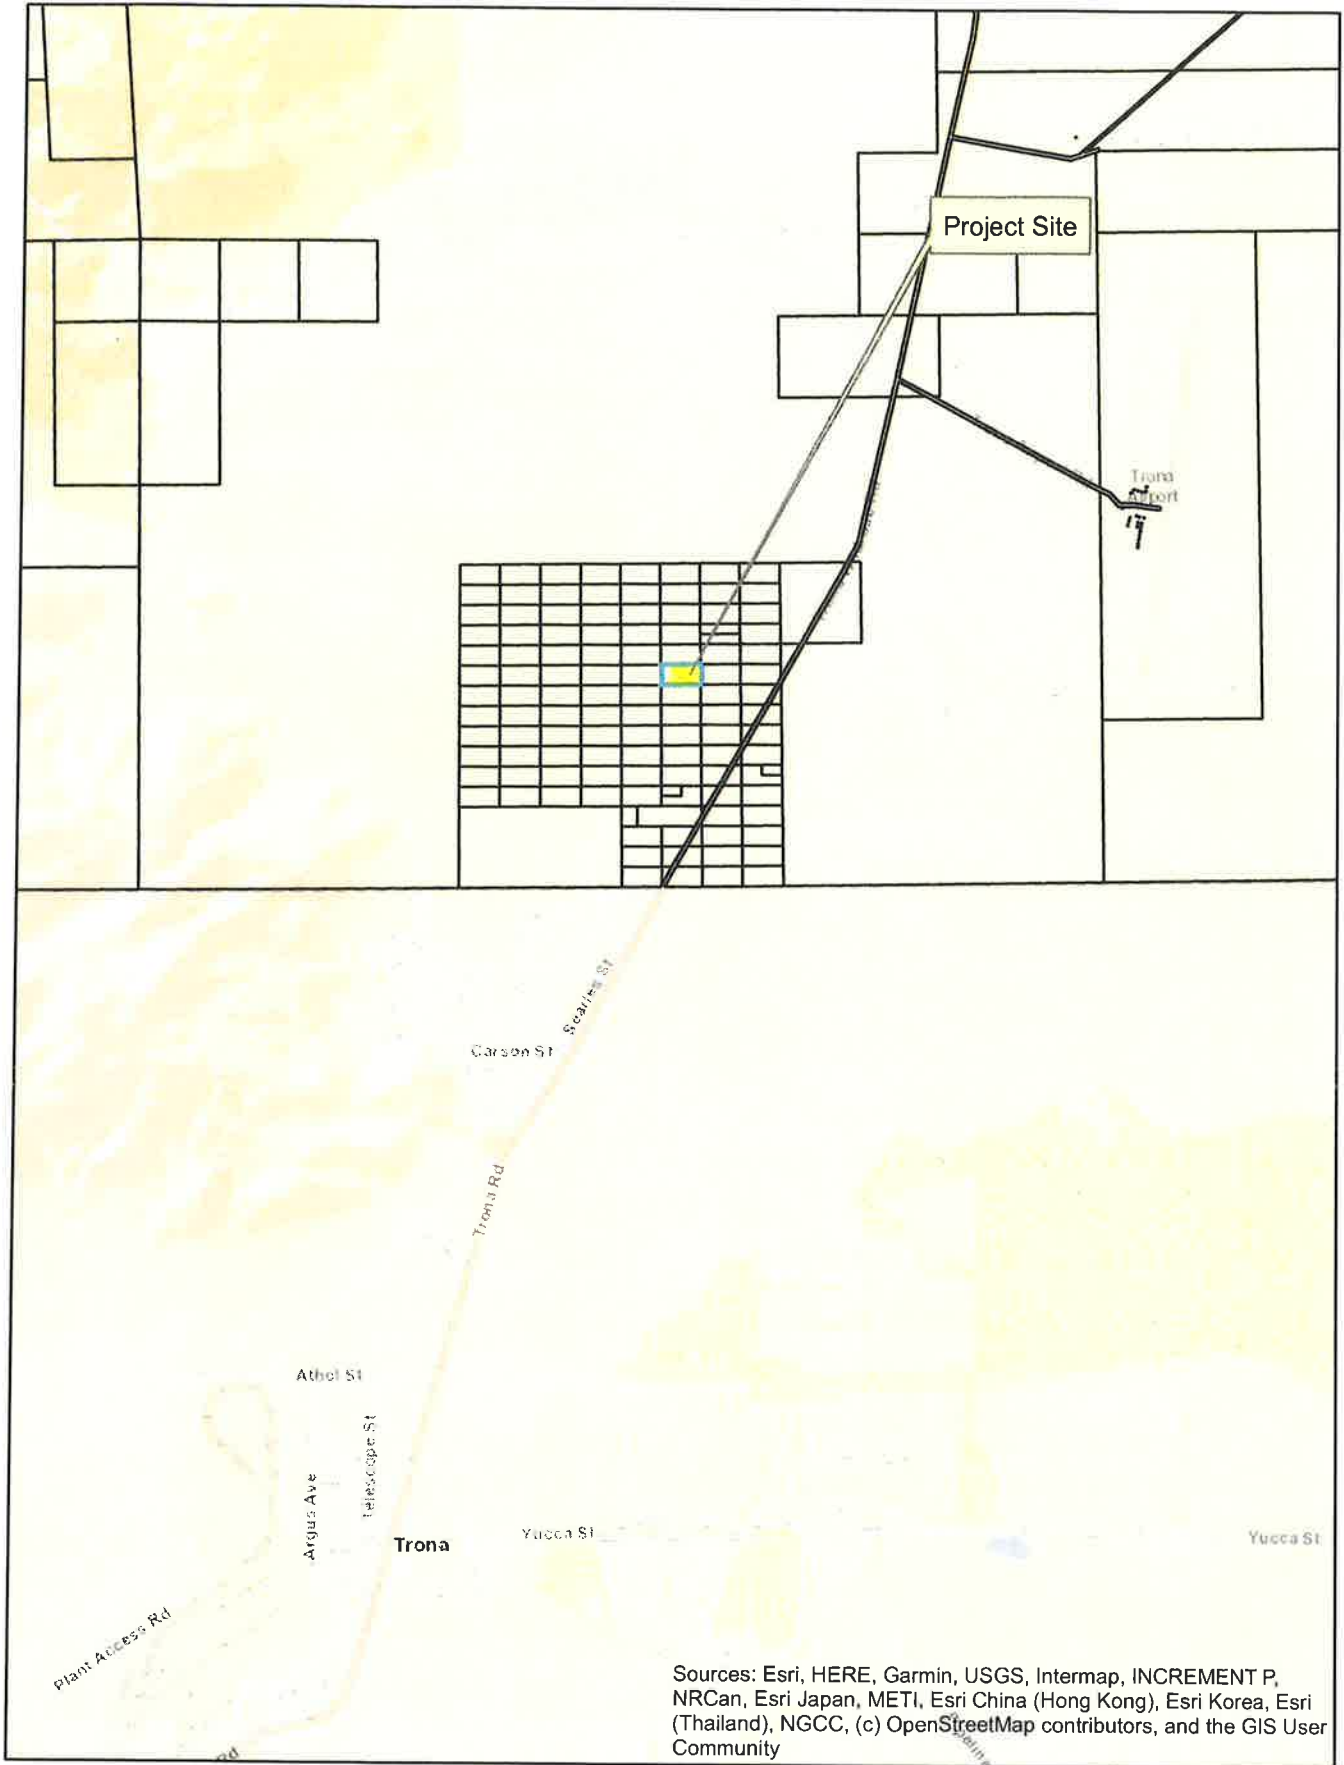 Project Site
Trona
Airport
Searles St
Carson St
Trona Rd
Athol St
Telescope St
Argus Ave
Trona
Yucca St
Yucca St
Plant Access Rd
Rd
Sources: Esri, HERE, Garmin, USGS, Intermap, INCREMENT P,
NRCan, Esri Japan, METI, Esri China (Hong Kong), Esri Korea, Esri
(Thailand), NGCC, (c) OpenStreetMap contributors, and the GIS User
Community